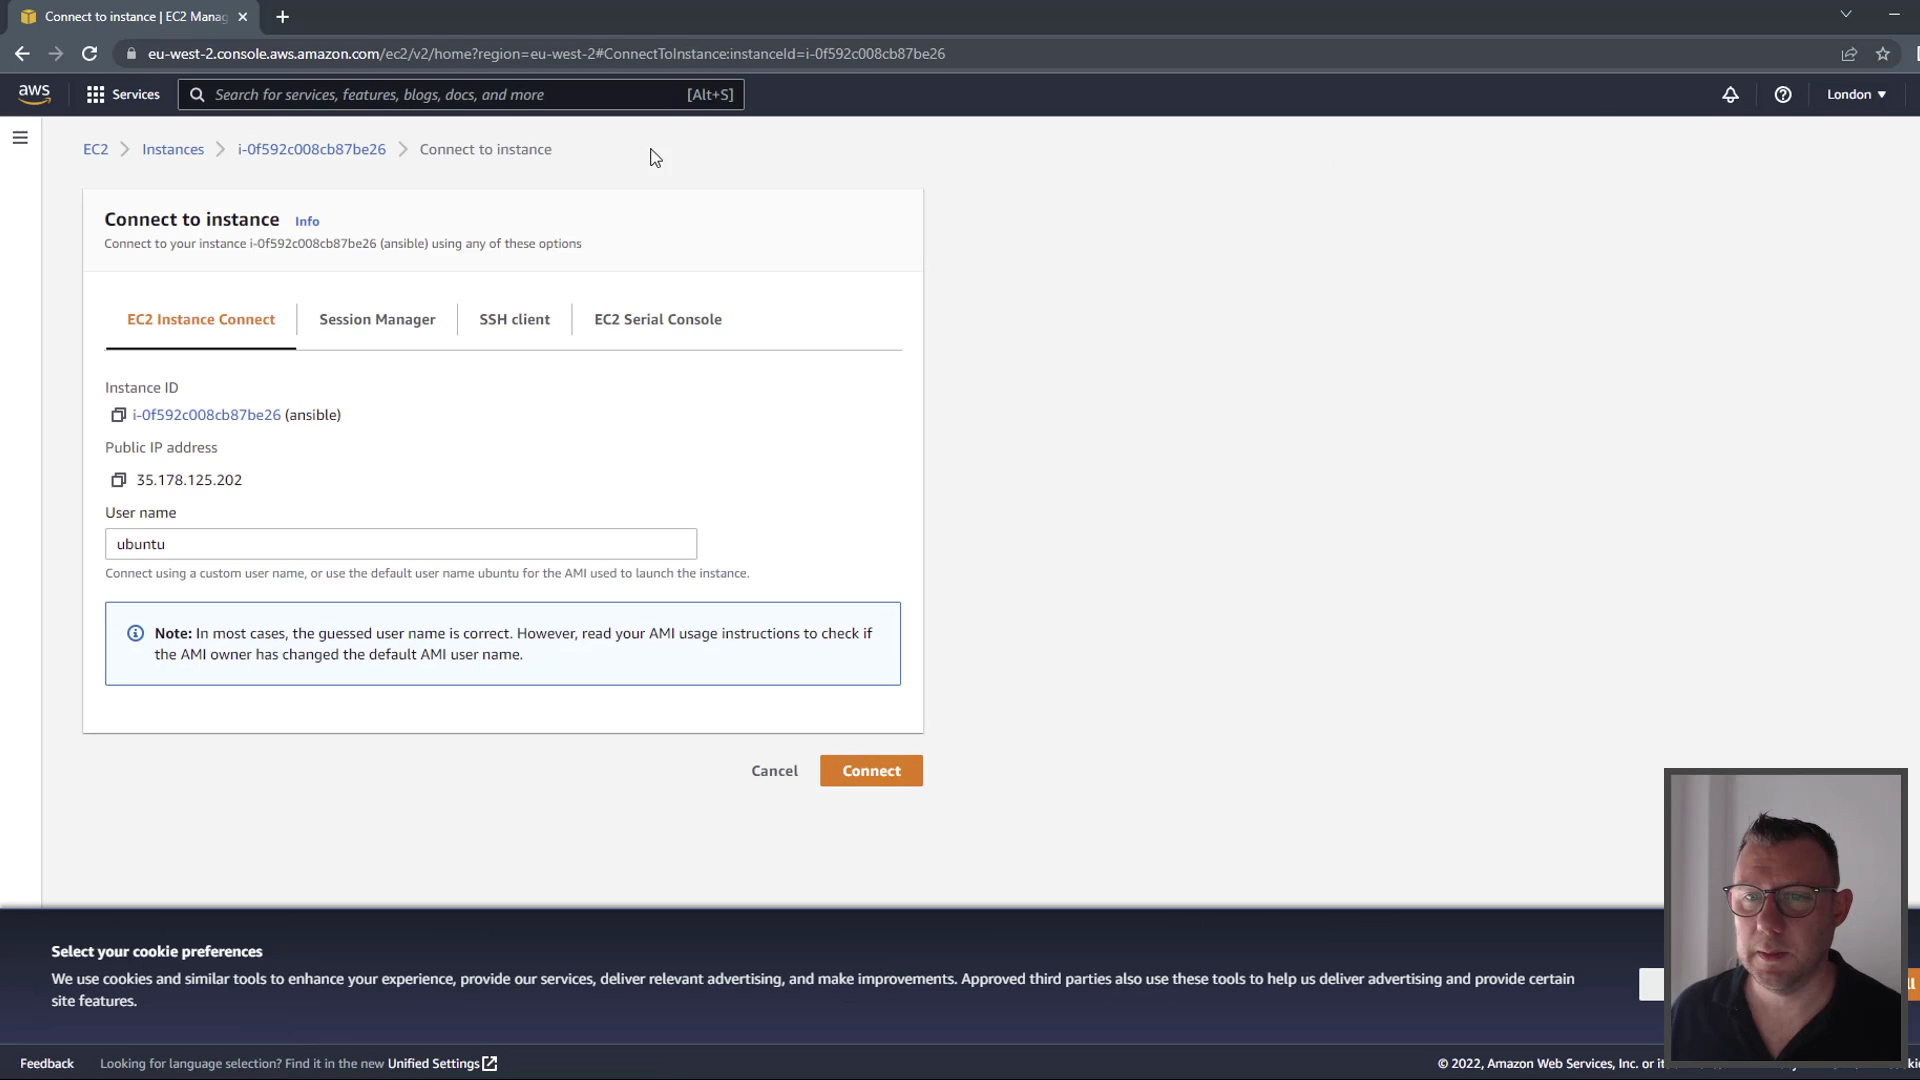 Connect to instance | EC2 Manag
eu-west-2.console.aws.amazon.com/ec2/v2/home?region=eu-west-2#ConnectToInstance:instanceId=i-0f592c008cb87be26
aws Services Search for services, features, blogs, docs, and more [Alt+S] London
EC2 Instances i-0f592c008cb87be26 Connect to instance
Connect to instance Info
Connect to your instance i-0f592c008cb87be26 (ansible) using any of these options
EC2 Instance Connect Session Manager SSH client EC2 Serial Console
Instance ID
i-0f592c008cb87be26 (ansible)
Public IP address
35.178.125.202
User name
ubuntu
Connect using a custom user name, or use the default user name ubuntu for the AMI used to launch the instance.
Note: In most cases, the guessed user name is correct. However, read your AMI usage instructions to check if
the AMI owner has changed the default AMI user name.
Cancel Connect
Select your cookie preferences
We use cookies and similar tools to enhance your experience, provide our services, deliver relevant advertising, and make improvements. Approved third parties also use these tools to help us deliver advertising and provide certain
site features.
Feedback Looking for language selection? Find it in the new Unified Settings © 2022, Amazon Web Services, Inc. or it